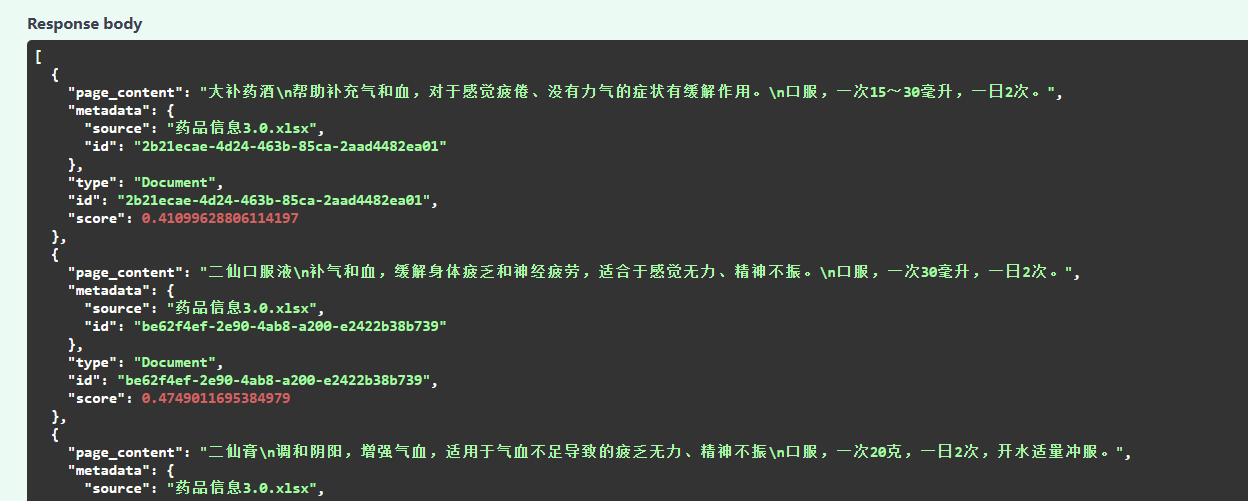 Response body
[
{
"page_content": "大补药酒\n帮助补充气和血，对于感觉疲倦、没有力气的症状有缓解作用。\n口服，一次15～30毫升，一日2次。",
"metadata": {
"source": "药品信息3.0.xlsx",
"id": "2b21ecae-4d24-463b-85ca-2aad4482ea01"
},
"type": "Document",
"id": "2b21ecae-4d24-463b-85ca-2aad4482ea01",
"score": 0.41099628806114197
},
{
"page_content": "二仙口服液\n补气和血，缓解身体疲乏和神经疲劳，适合于感觉无力、精神不振。\n口服，一次30毫升，一日2次。",
"metadata": {
"source": "药品信息3.0.xlsx",
"id": "be62f4ef-2e90-4ab8-a200-e2422b38b739"
},
"type": "Document",
"id": "be62f4ef-2e90-4ab8-a200-e2422b38b739",
"score": 0.4749011695384979
},
{
"page_content": "二仙膏\n调和阴阳，增强气血，适用于气血不足导致的疲乏无力、精神不振\n口服，一次20克，一日2次，开水适量冲服。",
"metadata": {
"source": "药品信息3.0.xlsx",